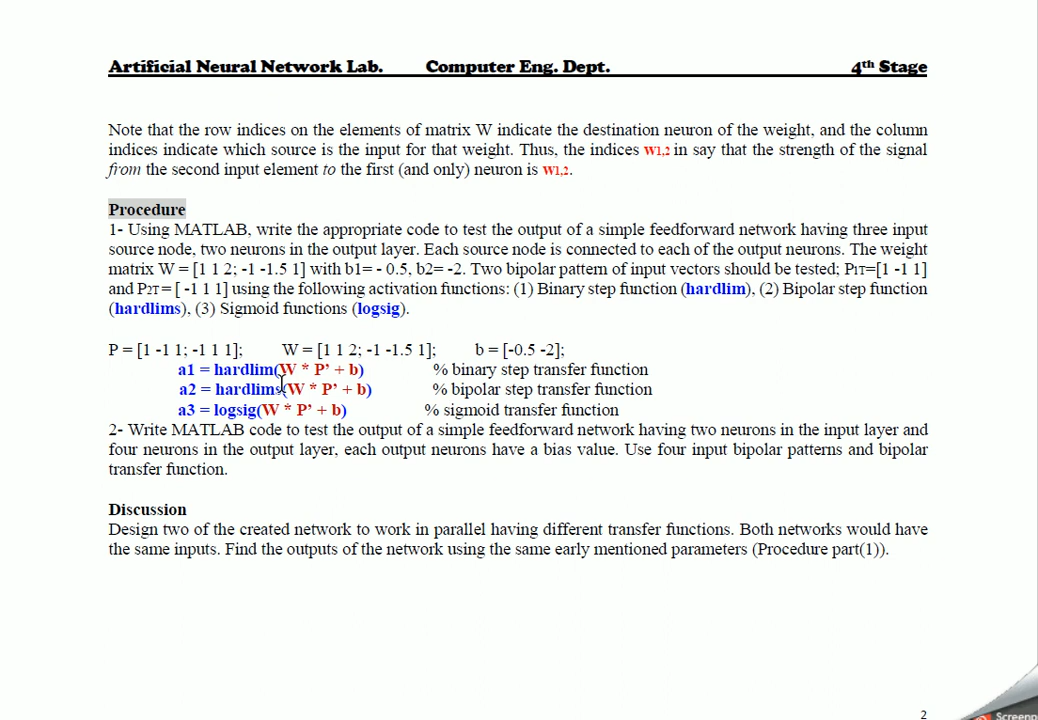 Artificial Neural Network Lab. Computer Eng. Dept. 4th Stage
Note that the row indices on the elements of matrix W indicate the destination neuron of the weight, and the column
indices indicate which source is the input for that weight. Thus, the indices W1,2 in say that the strength of the signal
from the second input element to the first (and only) neuron is W1,2.
Procedure
1- Using MATLAB, write the appropriate code to test the output of a simple feedforward network having three input
source node, two neurons in the output layer. Each source node is connected to each of the output neurons. The weight
matrix W = [1 1 2; -1 -1.5 1] with b1= - 0.5, b2= -2. Two bipolar pattern of input vectors should be tested; P1T=[1 -1 1]
and P2T= [ -1 1 1] using the following activation functions: (1) Binary step function (hardlim), (2) Bipolar step function
(hardlims), (3) Sigmoid functions (logsig).
P = [1 -1 1; -1 1 1]; W = [1 1 2; -1 -1.5 1]; b = [-0.5 -2];
a1 = hardlim(W * P’ + b) % binary step transfer function
a2 = hardlims(W * P’ + b) % bipolar step transfer function
a3 = logsig(W * P’ + b) % sigmoid transfer function
2- Write MATLAB code to test the output of a simple feedforward network having two neurons in the input layer and
four neurons in the output layer, each output neurons have a bias value. Use four input bipolar patterns and bipolar
transfer function.
Discussion
Design two of the created network to work in parallel having different transfer functions. Both networks would have
the same inputs. Find the outputs of the network using the same early mentioned parameters (Procedure part(1)).
2